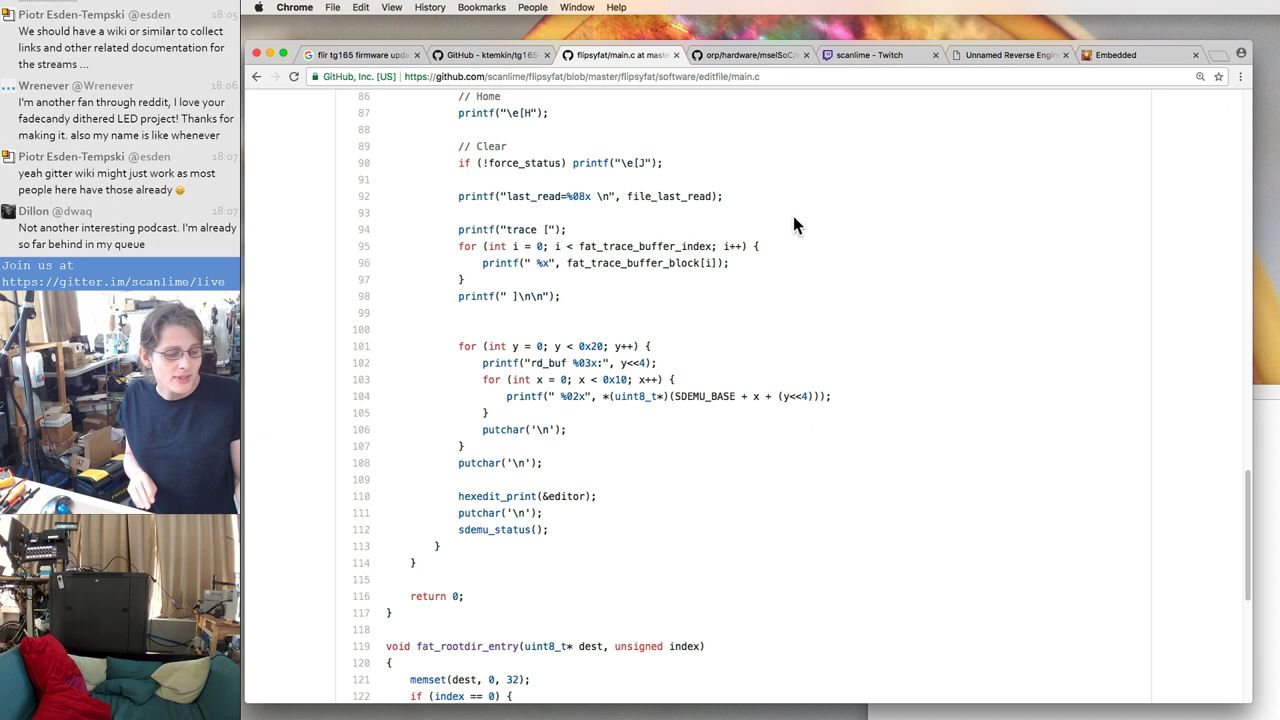 Piotr Esden-Tempski @esden 18:05
We should have a wiki or similar to collect
links and other related documentation for
the streams ...
Wrenever @Wrenever 18:06
I'm another fan through reddit, I love your
fadecandy dithered LED project! Thanks for
making it. also my name is like whenever
Piotr Esden-Tempski @esden 18:07
yeah gitter wiki might just work as most
people here have those already
Dillon @dwaq 18:07
Not another interesting podcast. I'm already
so far behind in my queue
Join us at
https://gitter.im/scanlime/live
Chrome File Edit View History Bookmarks People Window Help
flir tg165 firmware upda
GitHub - ktemkin/tg165-
flipsyfat/main.c at maste
orp/hardware/mselSoC/s
scanlime - Twitch
Unnamed Reverse Engin
Embedded
GitHub, Inc. [US] https://github.com/scanlime/flipsyfat/blob/master/flipsyfat/software/editfile/main.c
86 // Home
87 printf("\e[H");
88
89 // Clear
90 if (!force_status) printf("\e[J");
91
92 printf("last_read=%08x \n", file_last_read);
93
94 printf("trace [");
95 for (int i = 0; i < fat_trace_buffer_index; i++) {
96 printf(" %x", fat_trace_buffer_block[i]);
97 }
98 printf(" ]\n\n");
99
100
101 for (int y = 0; y < 0x20; y++) {
102 printf("rd_buf %03x:", y<<4);
103 for (int x = 0; x < 0x10; x++) {
104 printf(" %02x", *(uint8_t*)(SDEMU_BASE + x + (y<<4)));
105 }
106 putchar('\n');
107 }
108 putchar('\n');
109
110 hexedit_print(&editor);
111 putchar('\n');
112 sdemu_status();
113 }
114 }
115
116 return 0;
117 }
118
119 void fat_rootdir_entry(uint8_t* dest, unsigned index)
120 {
121 memset(dest, 0, 32);
122 if (index == 0) {